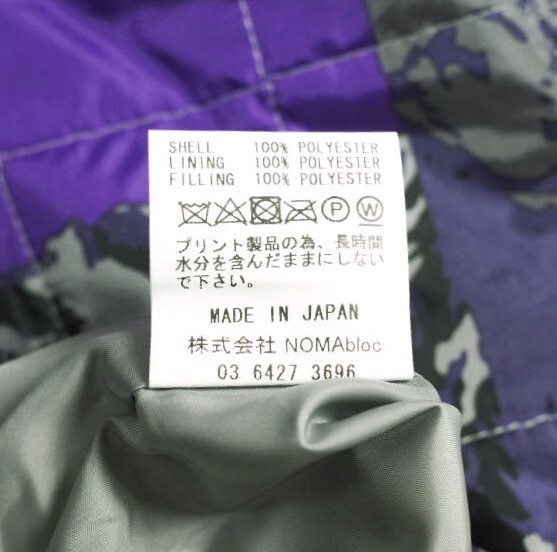 SHELL 100% POLYESTER
LINING 100% POLYESTER
FILLING 100% POLYESTER
P W
プリント製品の為、長時間
水分を含んだままにしない
で下さい。
MADE IN JAPAN
株式会社 NOMAbloc
03 6427 3696